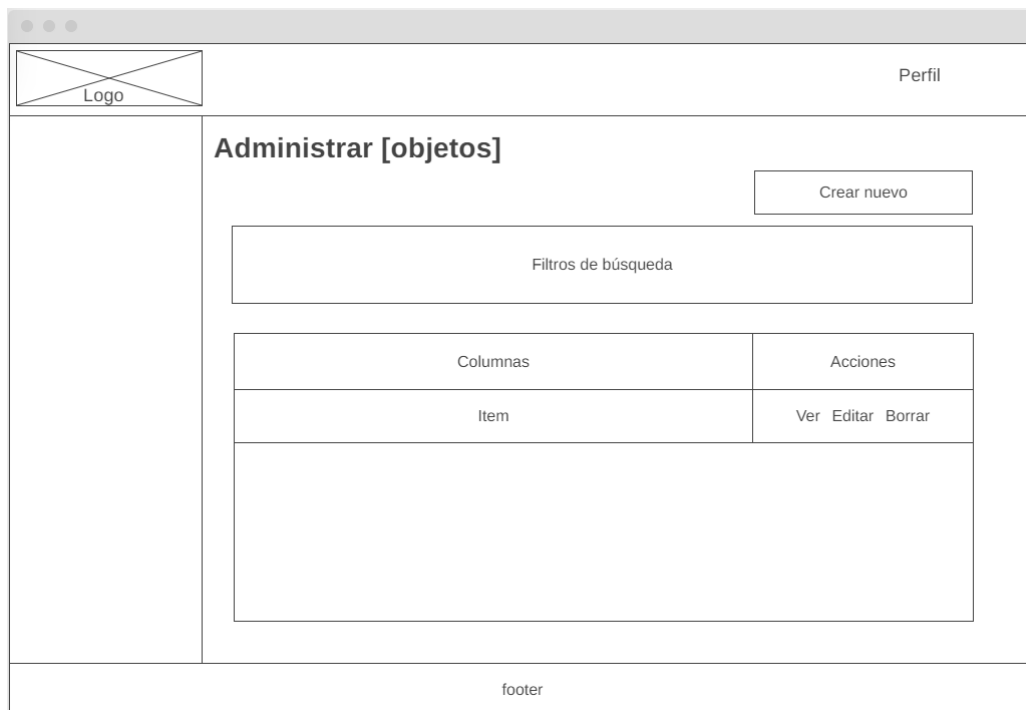 Logo
Perfil
Administrar [objetos]
Crear nuevo
Filtros de búsqueda
Columnas
Acciones
Item
Ver Editar Borrar
footer